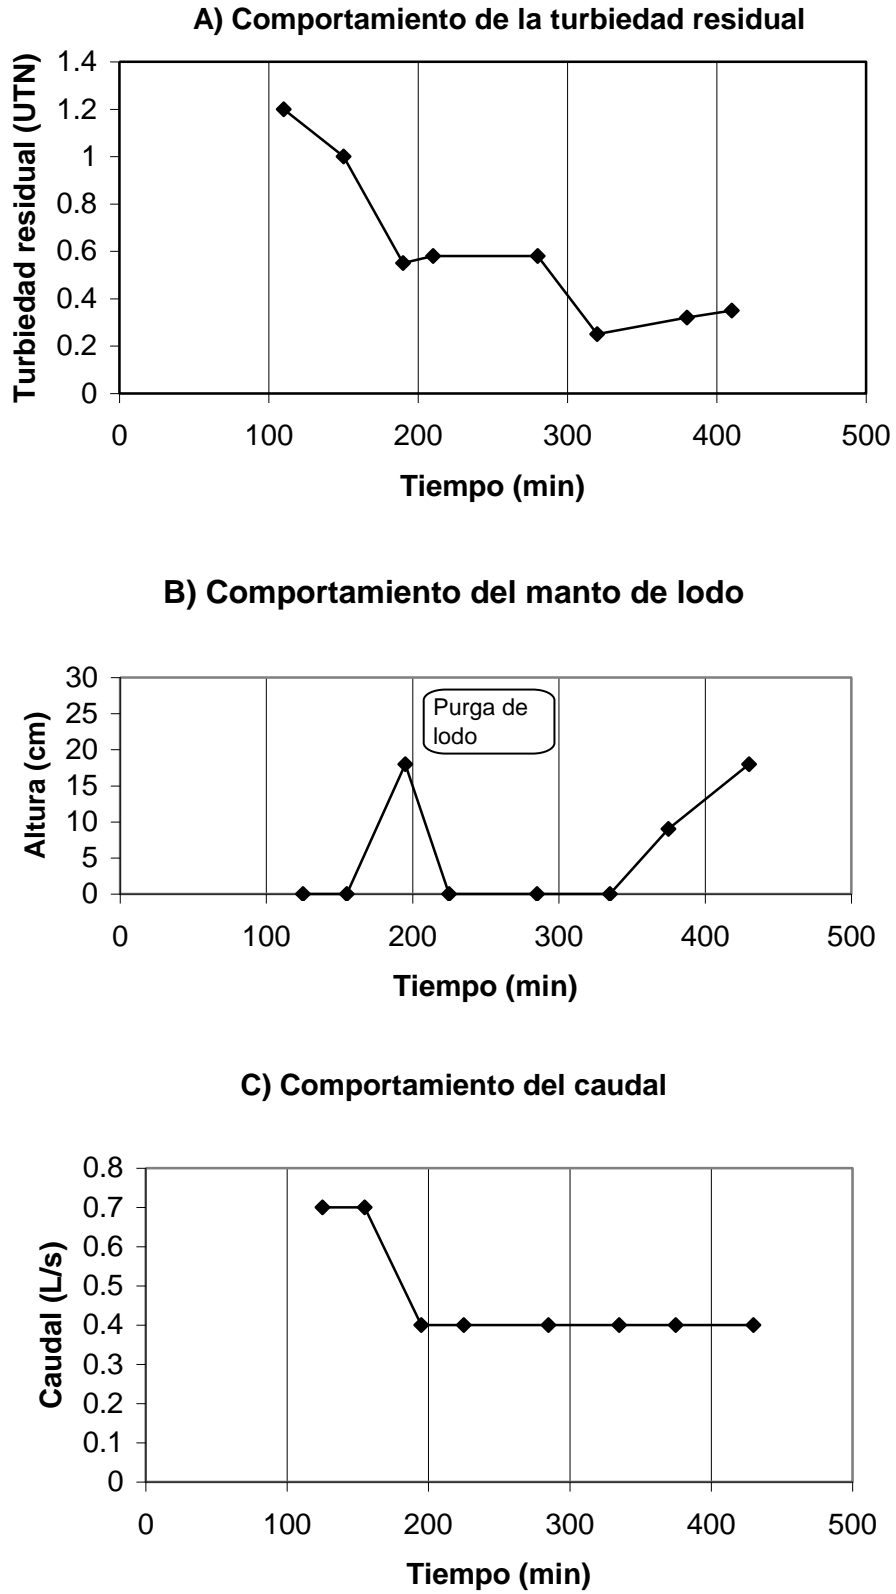 A) Comportamiento de la turbiedad residual
Turbiedad residual (UTN)
1.4
1.2
1
0.8
0.6
0.4
0.2
0
0 100 200 300 400 500
Tiempo (min)
B) Comportamiento del manto de lodo
Altura (cm)
30
25
20
15
10
5
0
Purga de
lodo
0 100 200 300 400 500
Tiempo (min)
C) Comportamiento del caudal
Caudal (L/s)
0.8
0.7
0.6
0.5
0.4
0.3
0.2
0.1
0
0 100 200 300 400 500
Tiempo (min)